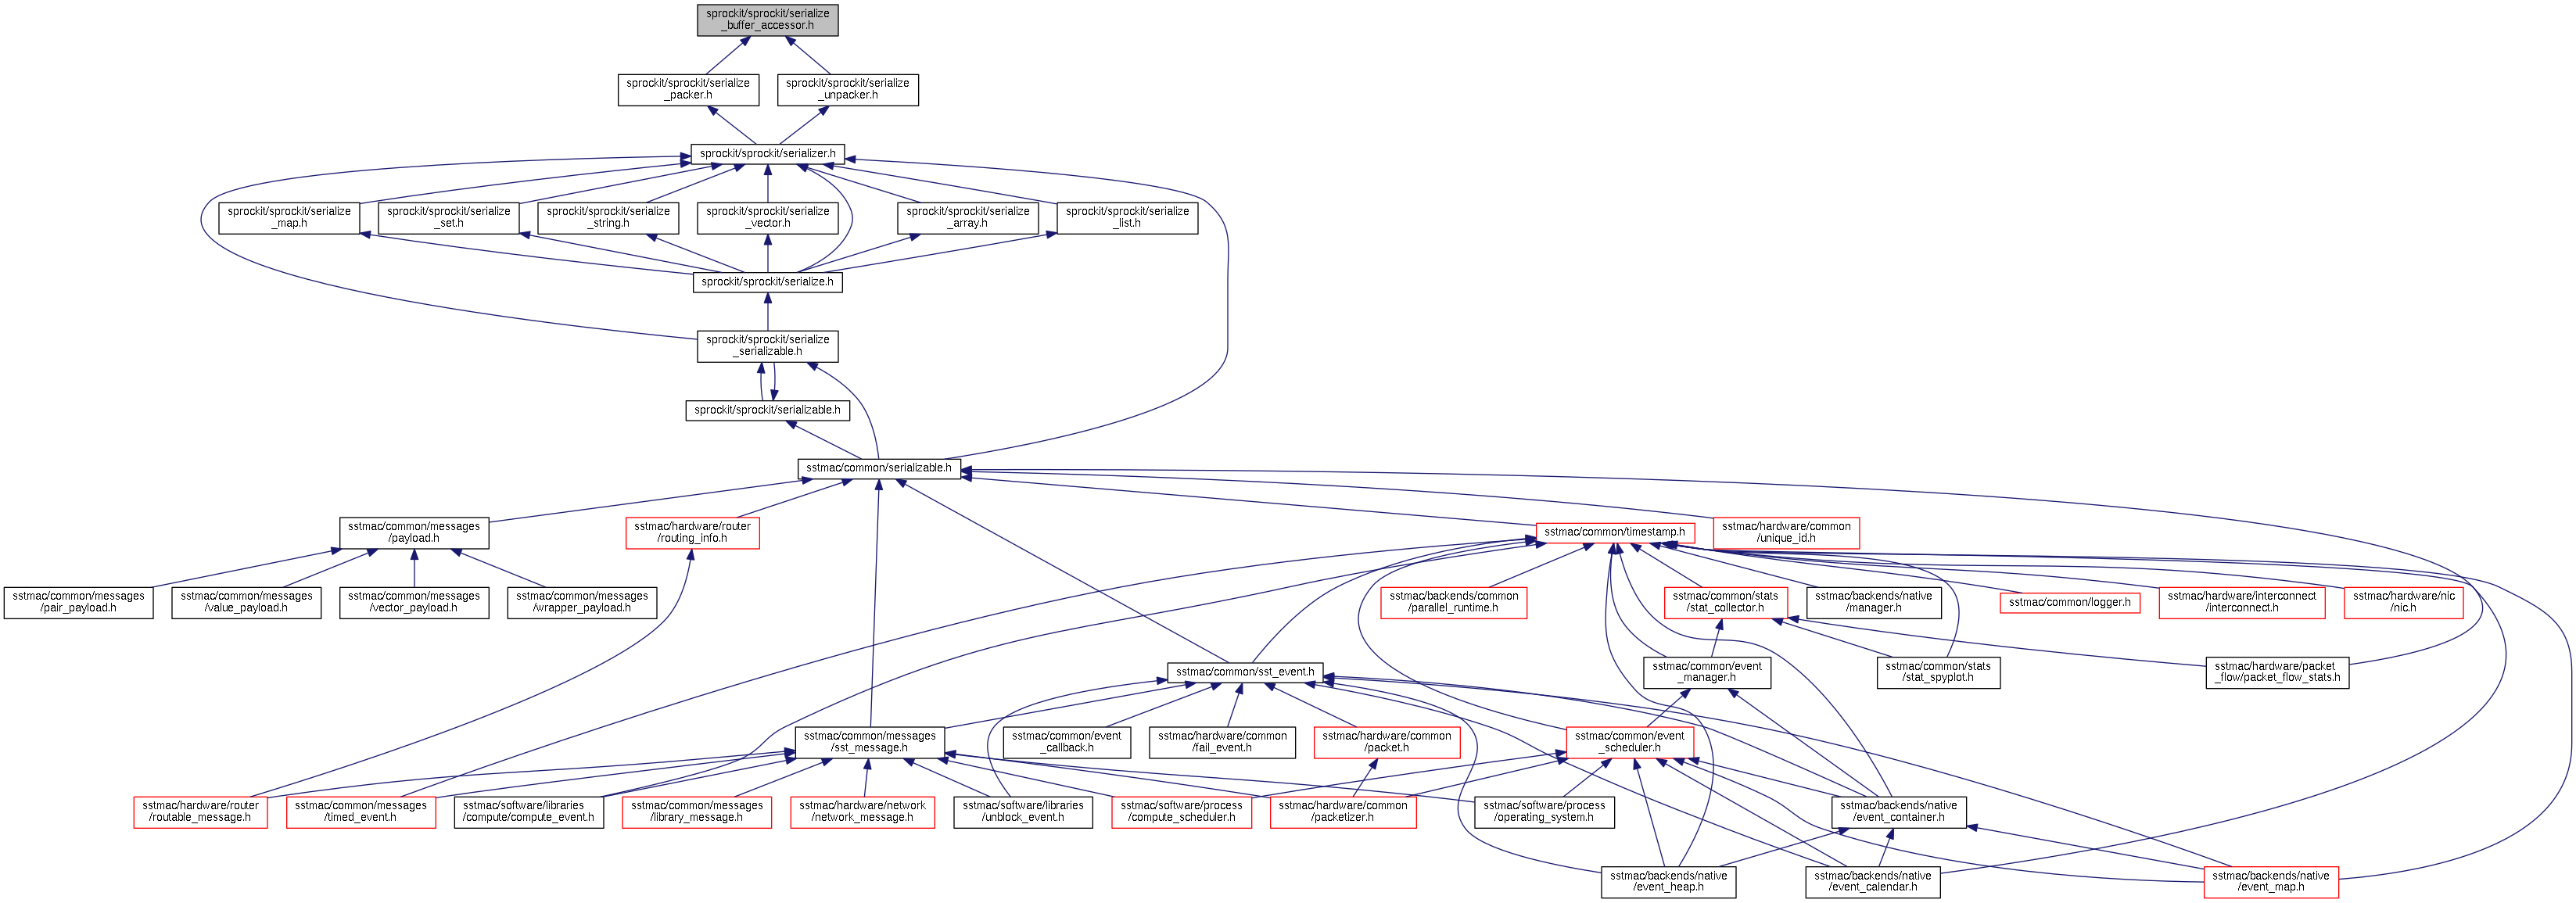 sprockit/sprockit/serialize
_buffer_accessor.h
sprockit/sprockit/serialize
_packer.h
sprockit/sprockit/serialize
_unpacker.h
sprockit/sprockit/serializer.h
sprockit/sprockit/serialize
_map.h
sprockit/sprockit/serialize
_set.h
sprockit/sprockit/serialize
_string.h
sprockit/sprockit/serialize
_vector.h
sprockit/sprockit/serialize
_array.h
sprockit/sprockit/serialize
_list.h
sprockit/sprockit/serialize.h
sprockit/sprockit/serialize
_serializable.h
sprockit/sprockit/serializable.h
sstmac/common/serializable.h
sstmac/common/messages
/payload.h
sstmac/hardware/router
/routing_info.h
sstmac/common/timestamp.h
sstmac/hardware/common
/unique_id.h
sstmac/common/messages
/pair_payload.h
sstmac/common/messages
/value_payload.h
sstmac/common/messages
/vector_payload.h
sstmac/common/messages
/wrapper_payload.h
sstmac/backends/common
/parallel_runtime.h
sstmac/common/stats
/stat_collector.h
sstmac/backends/native
/manager.h
sstmac/common/logger.h
sstmac/hardware/interconnect
/interconnect.h
sstmac/hardware/nic
/nic.h
sstmac/common/sst_event.h
sstmac/common/event
_manager.h
sstmac/common/stats
/stat_spyplot.h
sstmac/hardware/packet
_flow/packet_flow_stats.h
sstmac/common/messages
/sst_message.h
sstmac/common/event
_callback.h
sstmac/hardware/common
/fail_event.h
sstmac/hardware/common
/packet.h
sstmac/common/event
_scheduler.h
sstmac/hardware/router
/routable_message.h
sstmac/common/messages
/timed_event.h
sstmac/software/libraries
/compute/compute_event.h
sstmac/common/messages
/library_message.h
sstmac/hardware/network
/network_message.h
sstmac/software/libraries
/unblock_event.h
sstmac/software/process
/compute_scheduler.h
sstmac/hardware/common
/packetizer.h
sstmac/software/process
/operating_system.h
sstmac/backends/native
/event_container.h
sstmac/backends/native
/event_heap.h
sstmac/backends/native
/event_calendar.h
sstmac/backends/native
/event_map.h